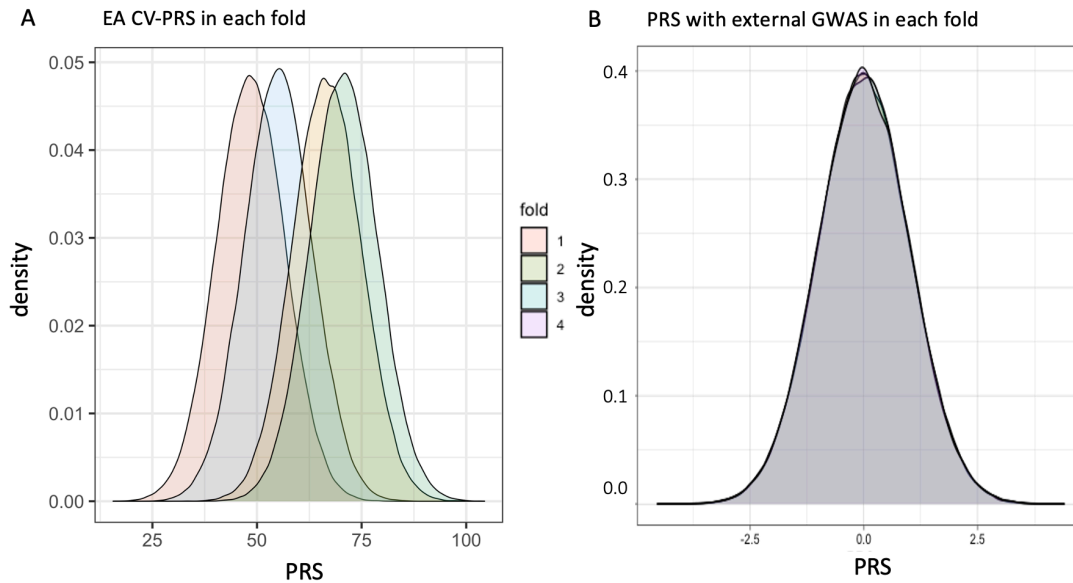 A
EA CV-PRS in each fold
0.05
0.04
0.03
0.02
0.01
0.00
density
25
50
75
100
PRS
fold
1
2
3
4
B
PRS with external GWAS in each fold
0.4
0.3
0.2
0.1
0.0
density
-2.5
0.0
2.5
PRS